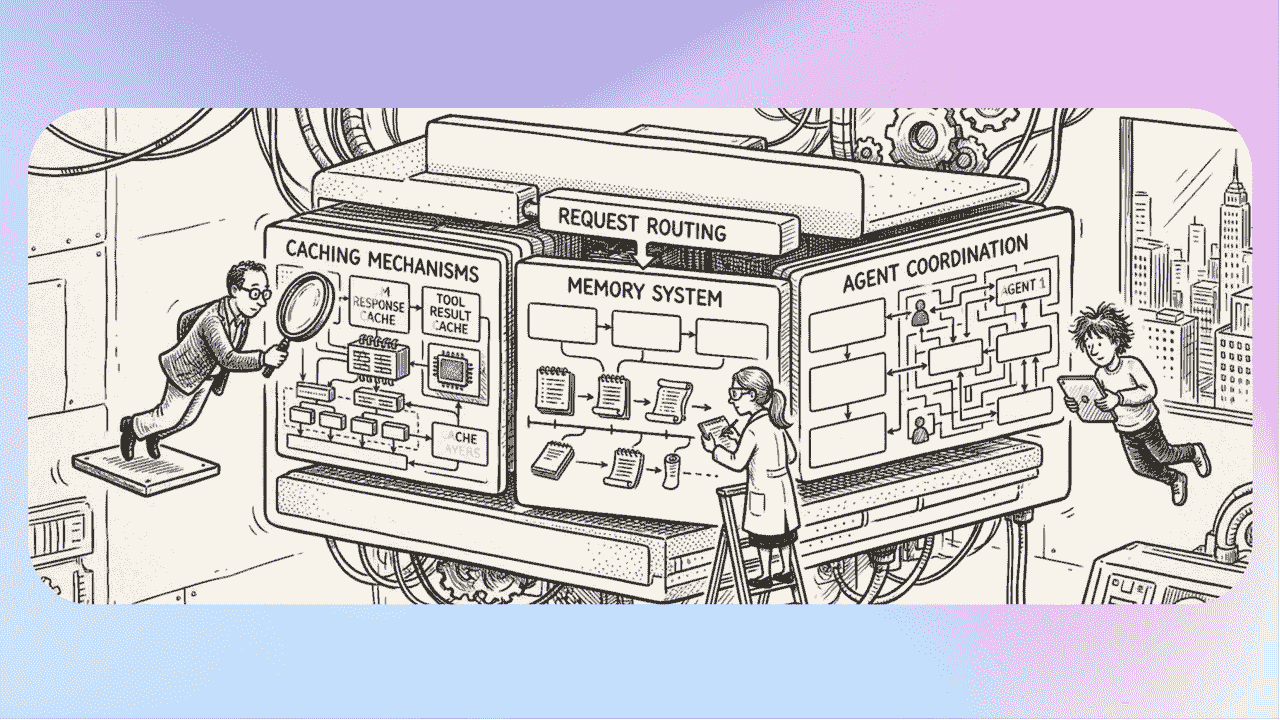 REQUEST ROUTING
CACHING MECHANISMS
RESPONSE
CACHE
TOOL
RESULT
CACHE
MEMORY SYSTEM
AGENT COORDINATION
AGENT 1